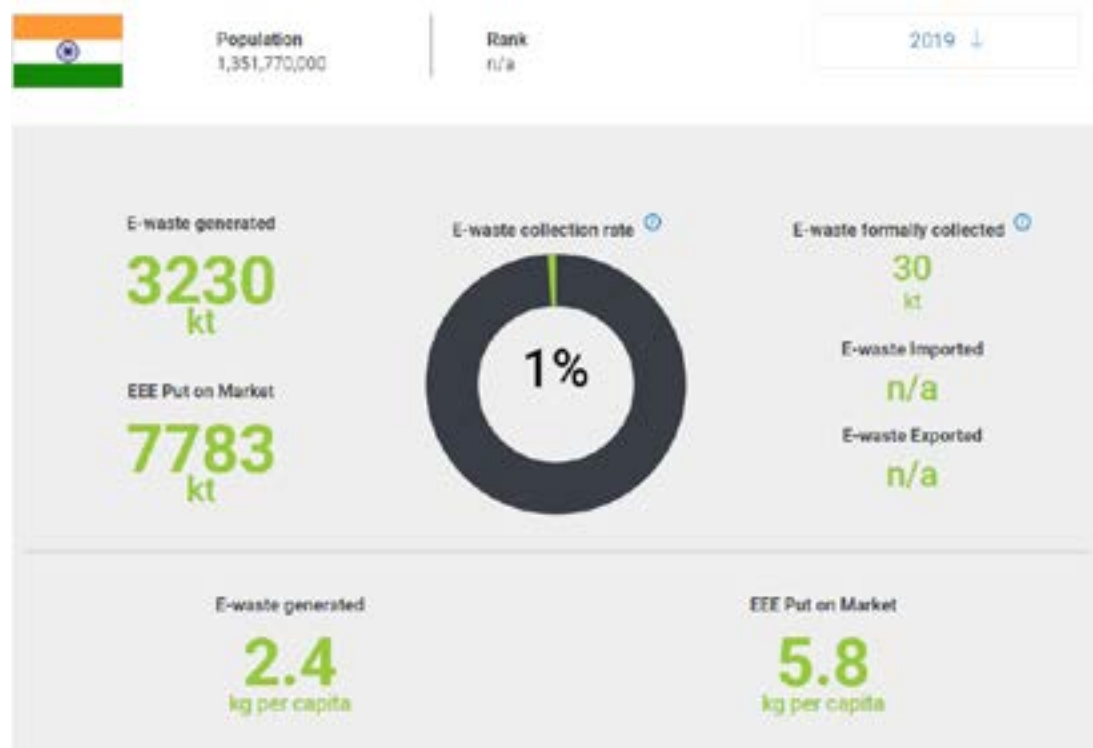 Population
1,351,770,000
Rank
n/a
2019 ↓
E-waste generated
3230
kt
EEE Put on Market
7783
kt
E-waste collection rate
1%
E-waste formally collected
30
kt
E-waste Imported
n/a
E-waste Exported
n/a
E-waste generated
2.4
kg per capita
EEE Put on Market
5.8
kg per capita